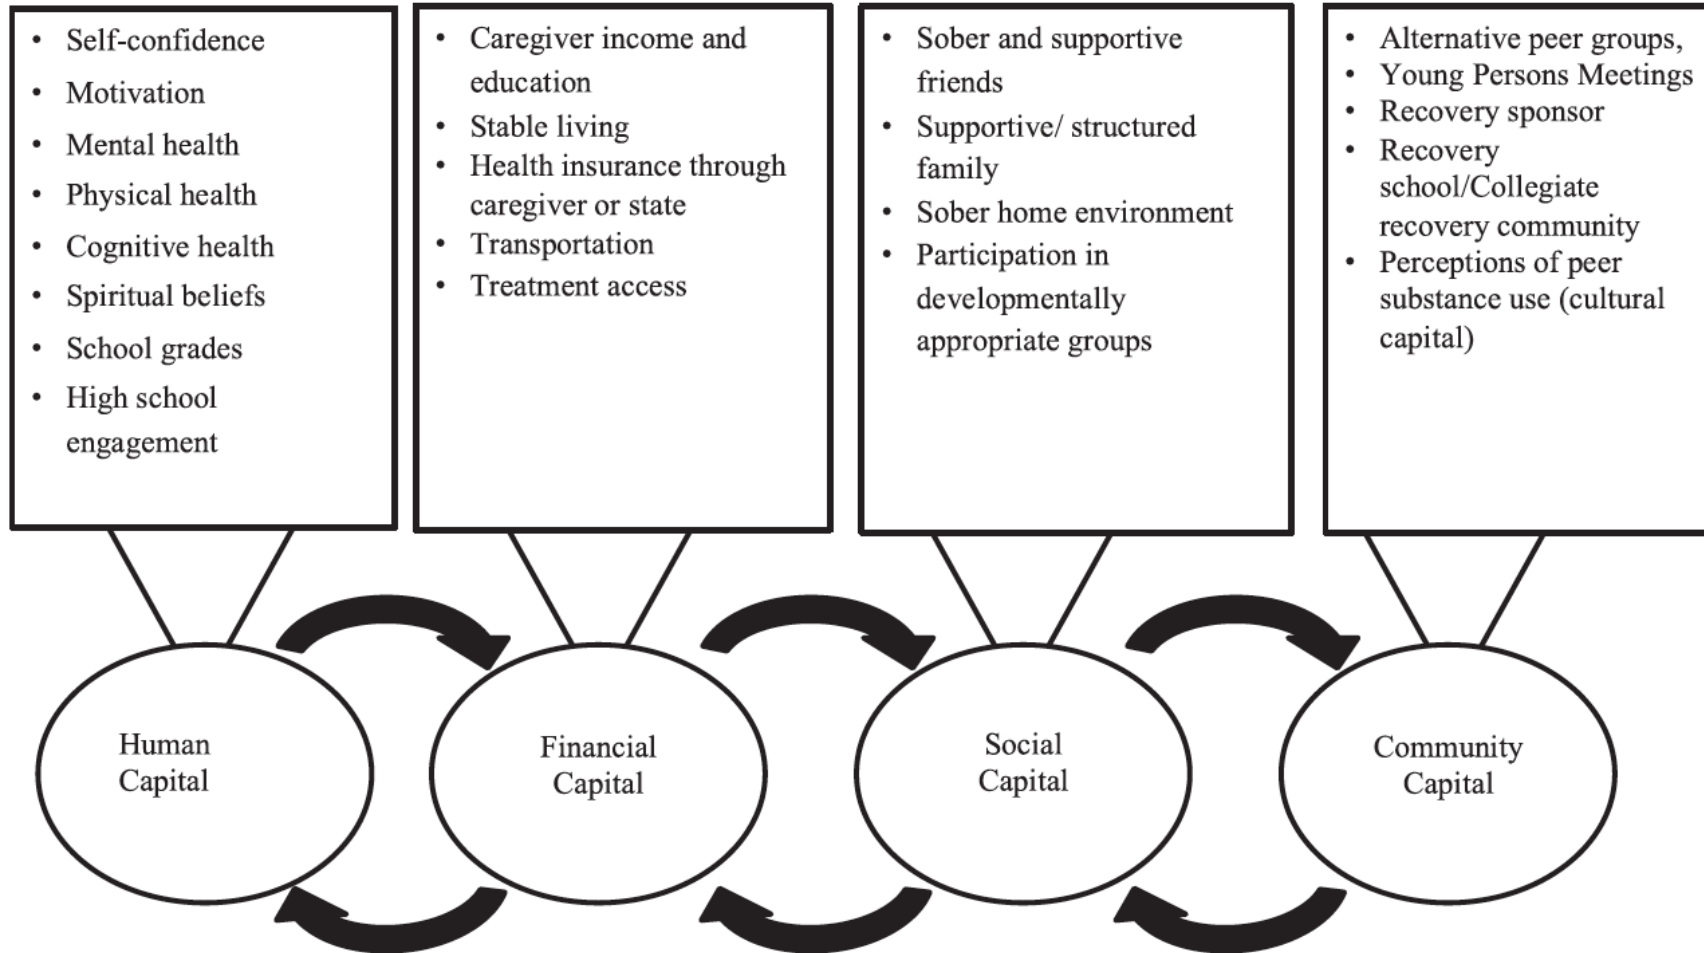 • Self-confidence
• Motivation
• Mental health
• Physical health
• Cognitive health
• Spiritual beliefs
• School grades
• High school
engagement
• Caregiver income and
education
• Stable living
• Health insurance through
caregiver or state
• Transportation
• Treatment access
• Sober and supportive
friends
• Supportive/ structured
family
• Sober home environment
• Participation in
developmentally
appropriate groups
• Alternative peer groups,
• Young Persons Meetings
• Recovery sponsor
• Recovery
school/Collegiate
recovery community
• Perceptions of peer
substance use (cultural
capital)
Human
Capital
Financial
Capital
Social
Capital
Community
Capital